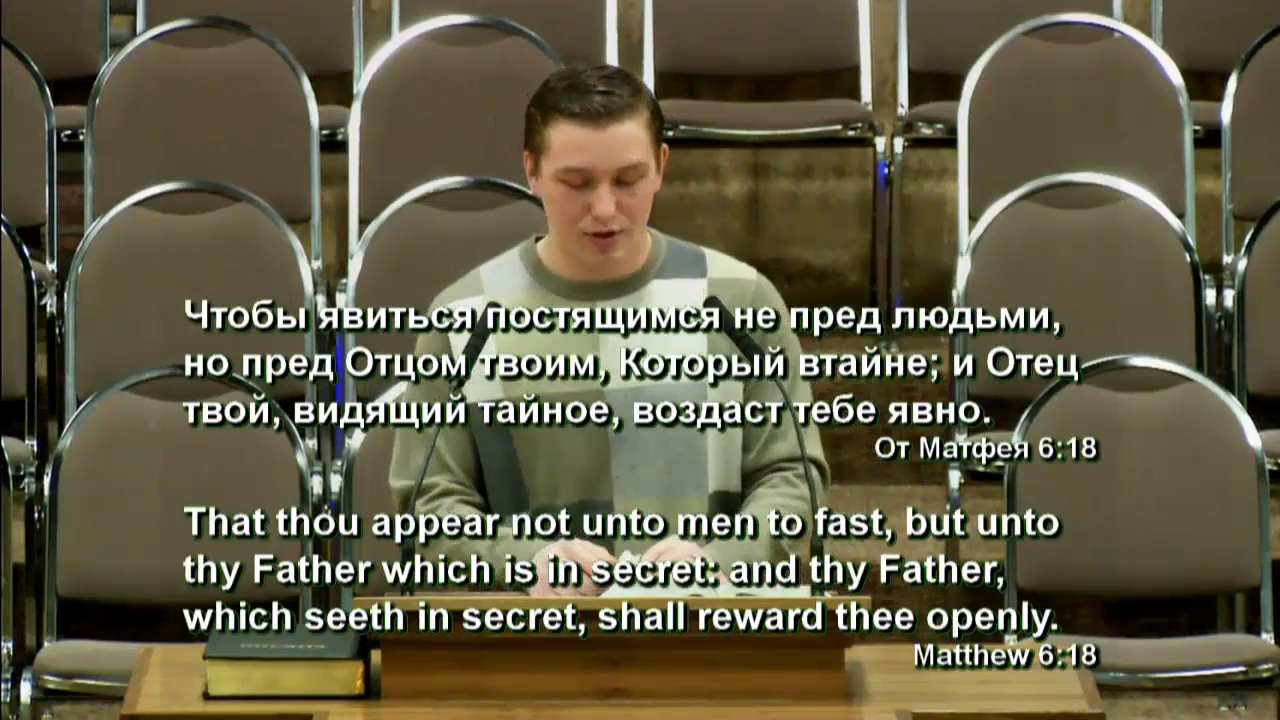 Чтобы явиться постящимся не пред людьми,
но пред Отцом твоим, Который втайне; и Отец
твой, видящий тайное, воздаст тебе явно.
От Матфея 6:18
That thou appear not unto men to fast, but unto
thy Father which is in secret: and thy Father,
which seeth in secret, shall reward thee openly.
Matthew 6:18